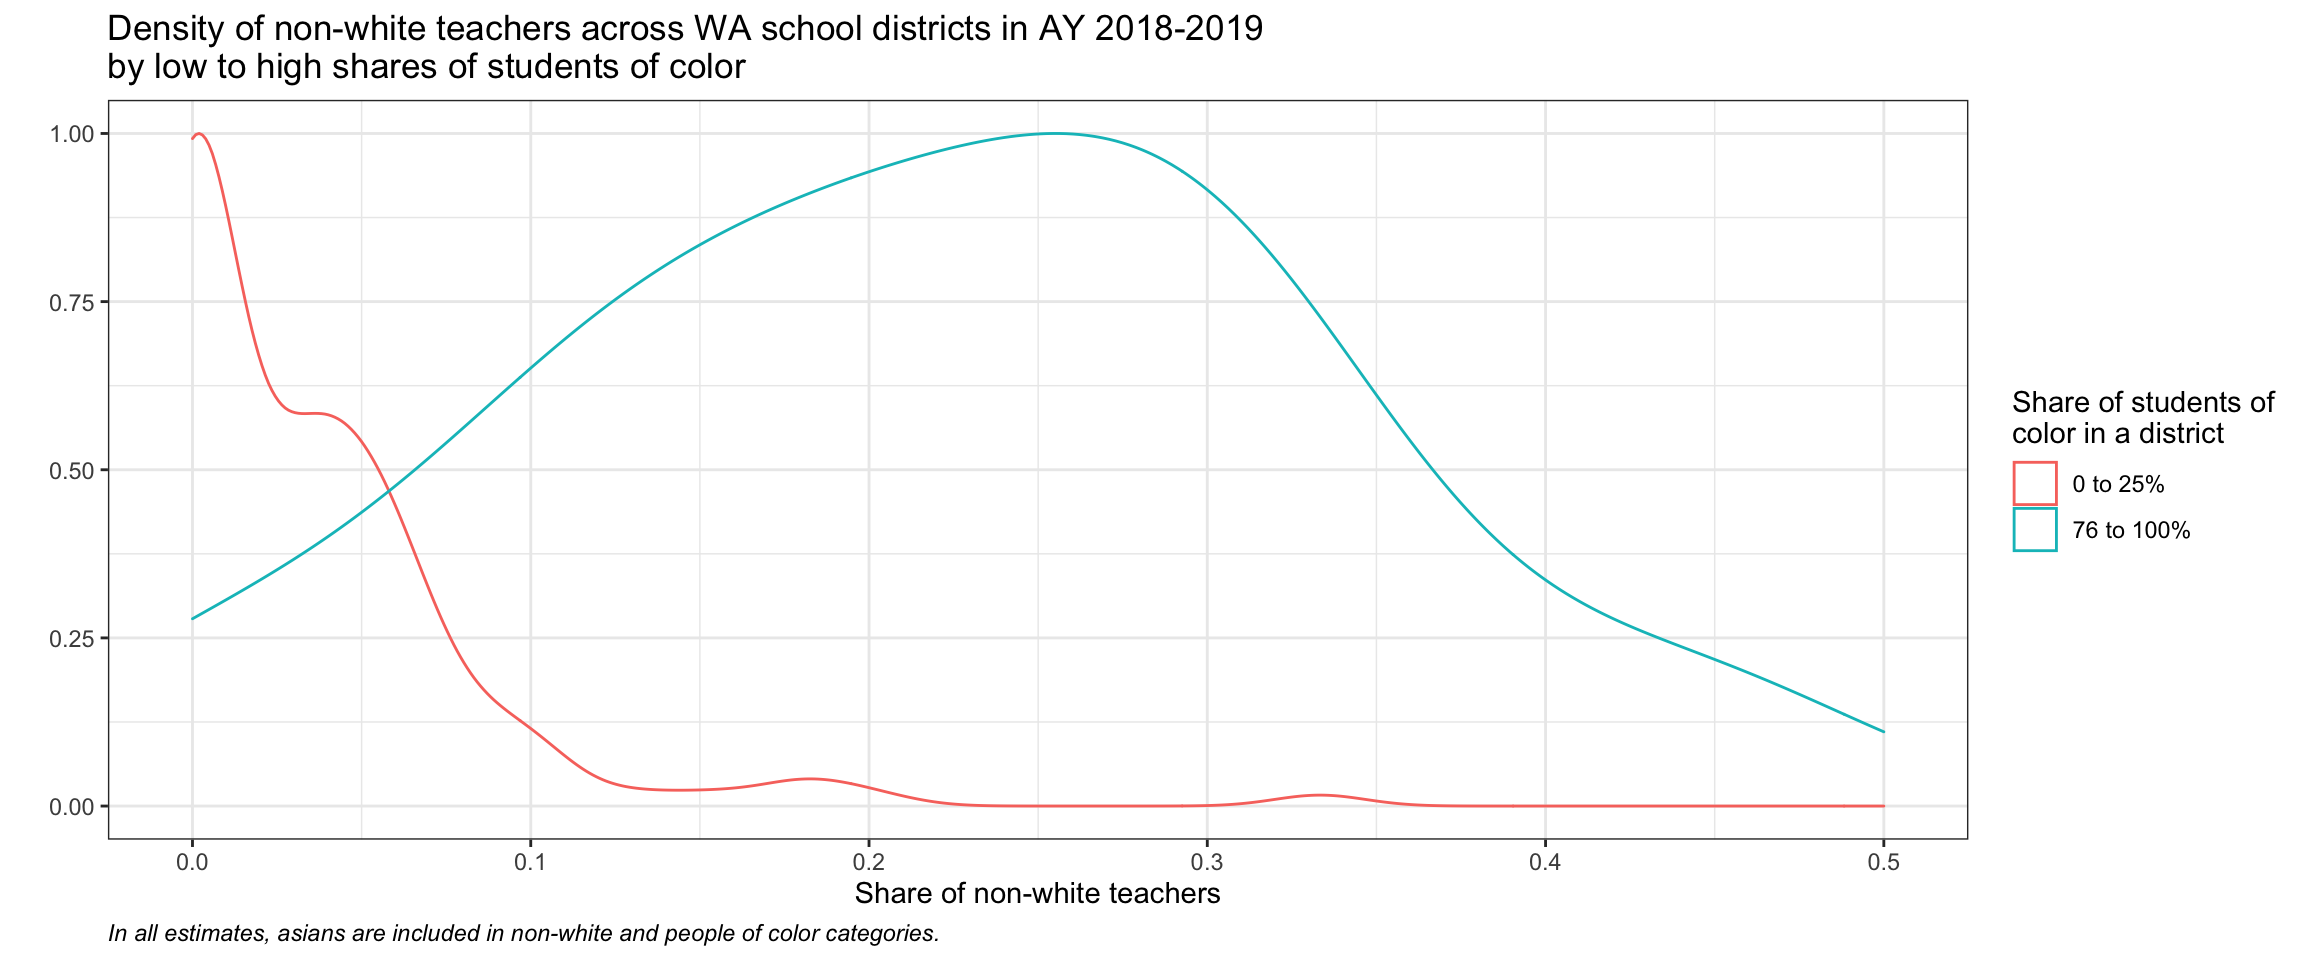 Density of non-white teachers across WA school districts in AY 2018-2019
by low to high shares of students of color
1.00
0.75
0.50
0.25
0.00
0.0
0.1
0.2
0.3
0.4
0.5
Share of non-white teachers
Share of students of
color in a district
0 to 25%
76 to 100%
In all estimates, asians are included in non-white and people of color categories.